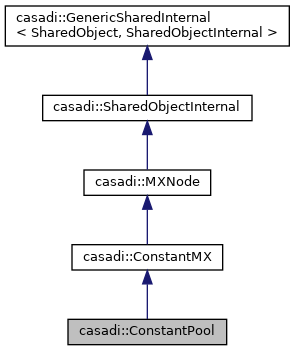 casadi::GenericSharedInternal
< SharedObject, SharedObjectInternal >
casadi::SharedObjectInternal
casadi::MXNode
casadi::ConstantMX
casadi::ConstantPool